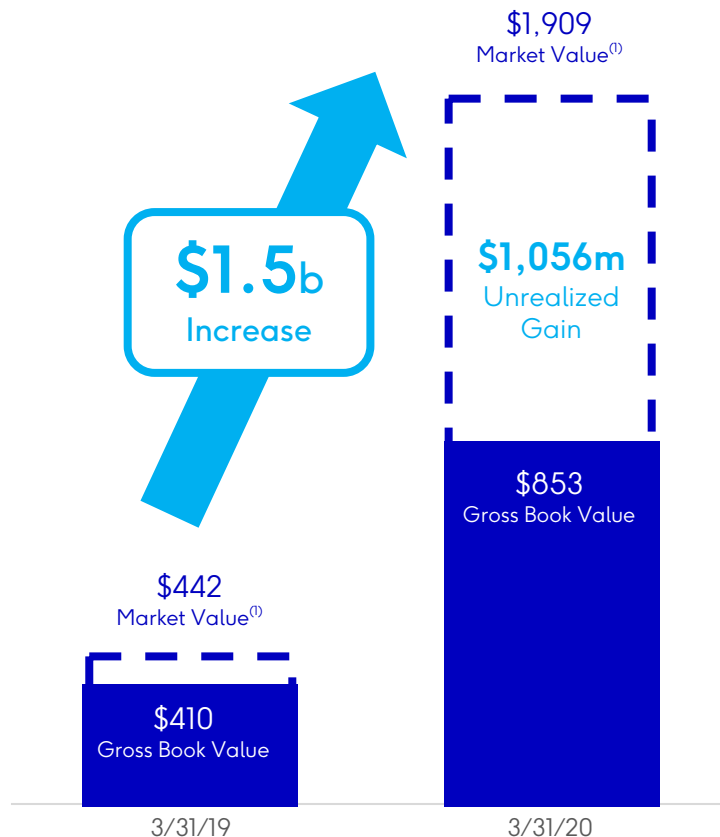 $1,909
Market Value(1)
$1.5b
Increase
$1,056m
Unrealized
Gain
$853
Gross Book Value
$442
Market Value(1)
$410
Gross Book Value
3/31/19
3/31/20